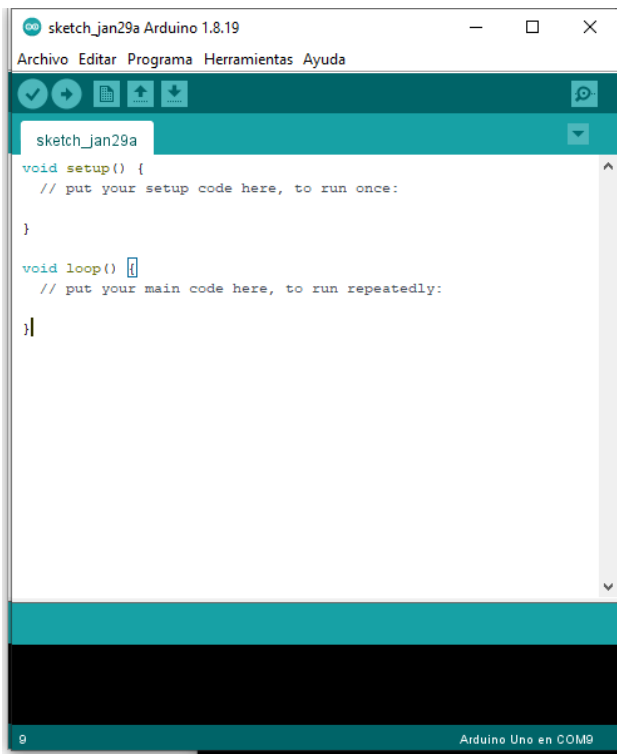 sketch_jan29a Arduino 1.8.19
Archivo Editar Programa Herramientas Ayuda
sketch_jan29a
void setup() {
// put your setup code here, to run once:
}
void loop() {
// put your main code here, to run repeatedly:
}
9
Arduino Uno en COM9